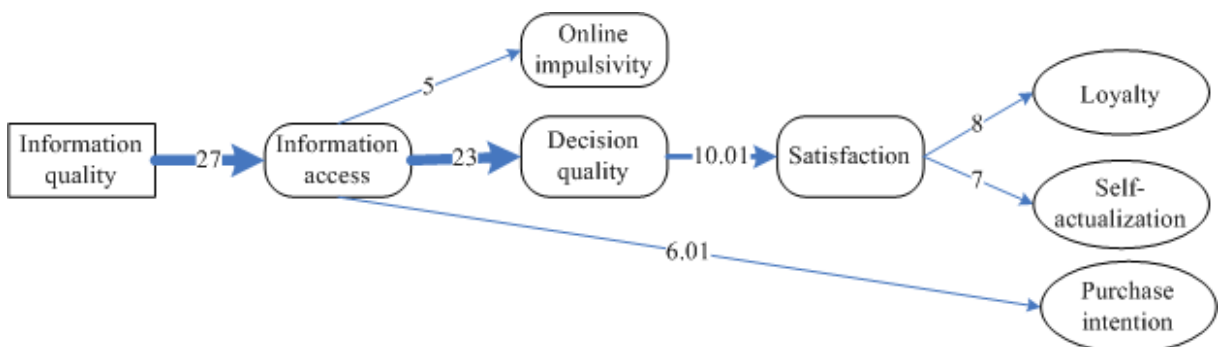 Online
impulsivity
5
Loyalty
8
Information
quality
27
Information
access
23
Decision
quality
10.01
Satisfaction
7
Self-
actualization
6.01
Purchase
intention